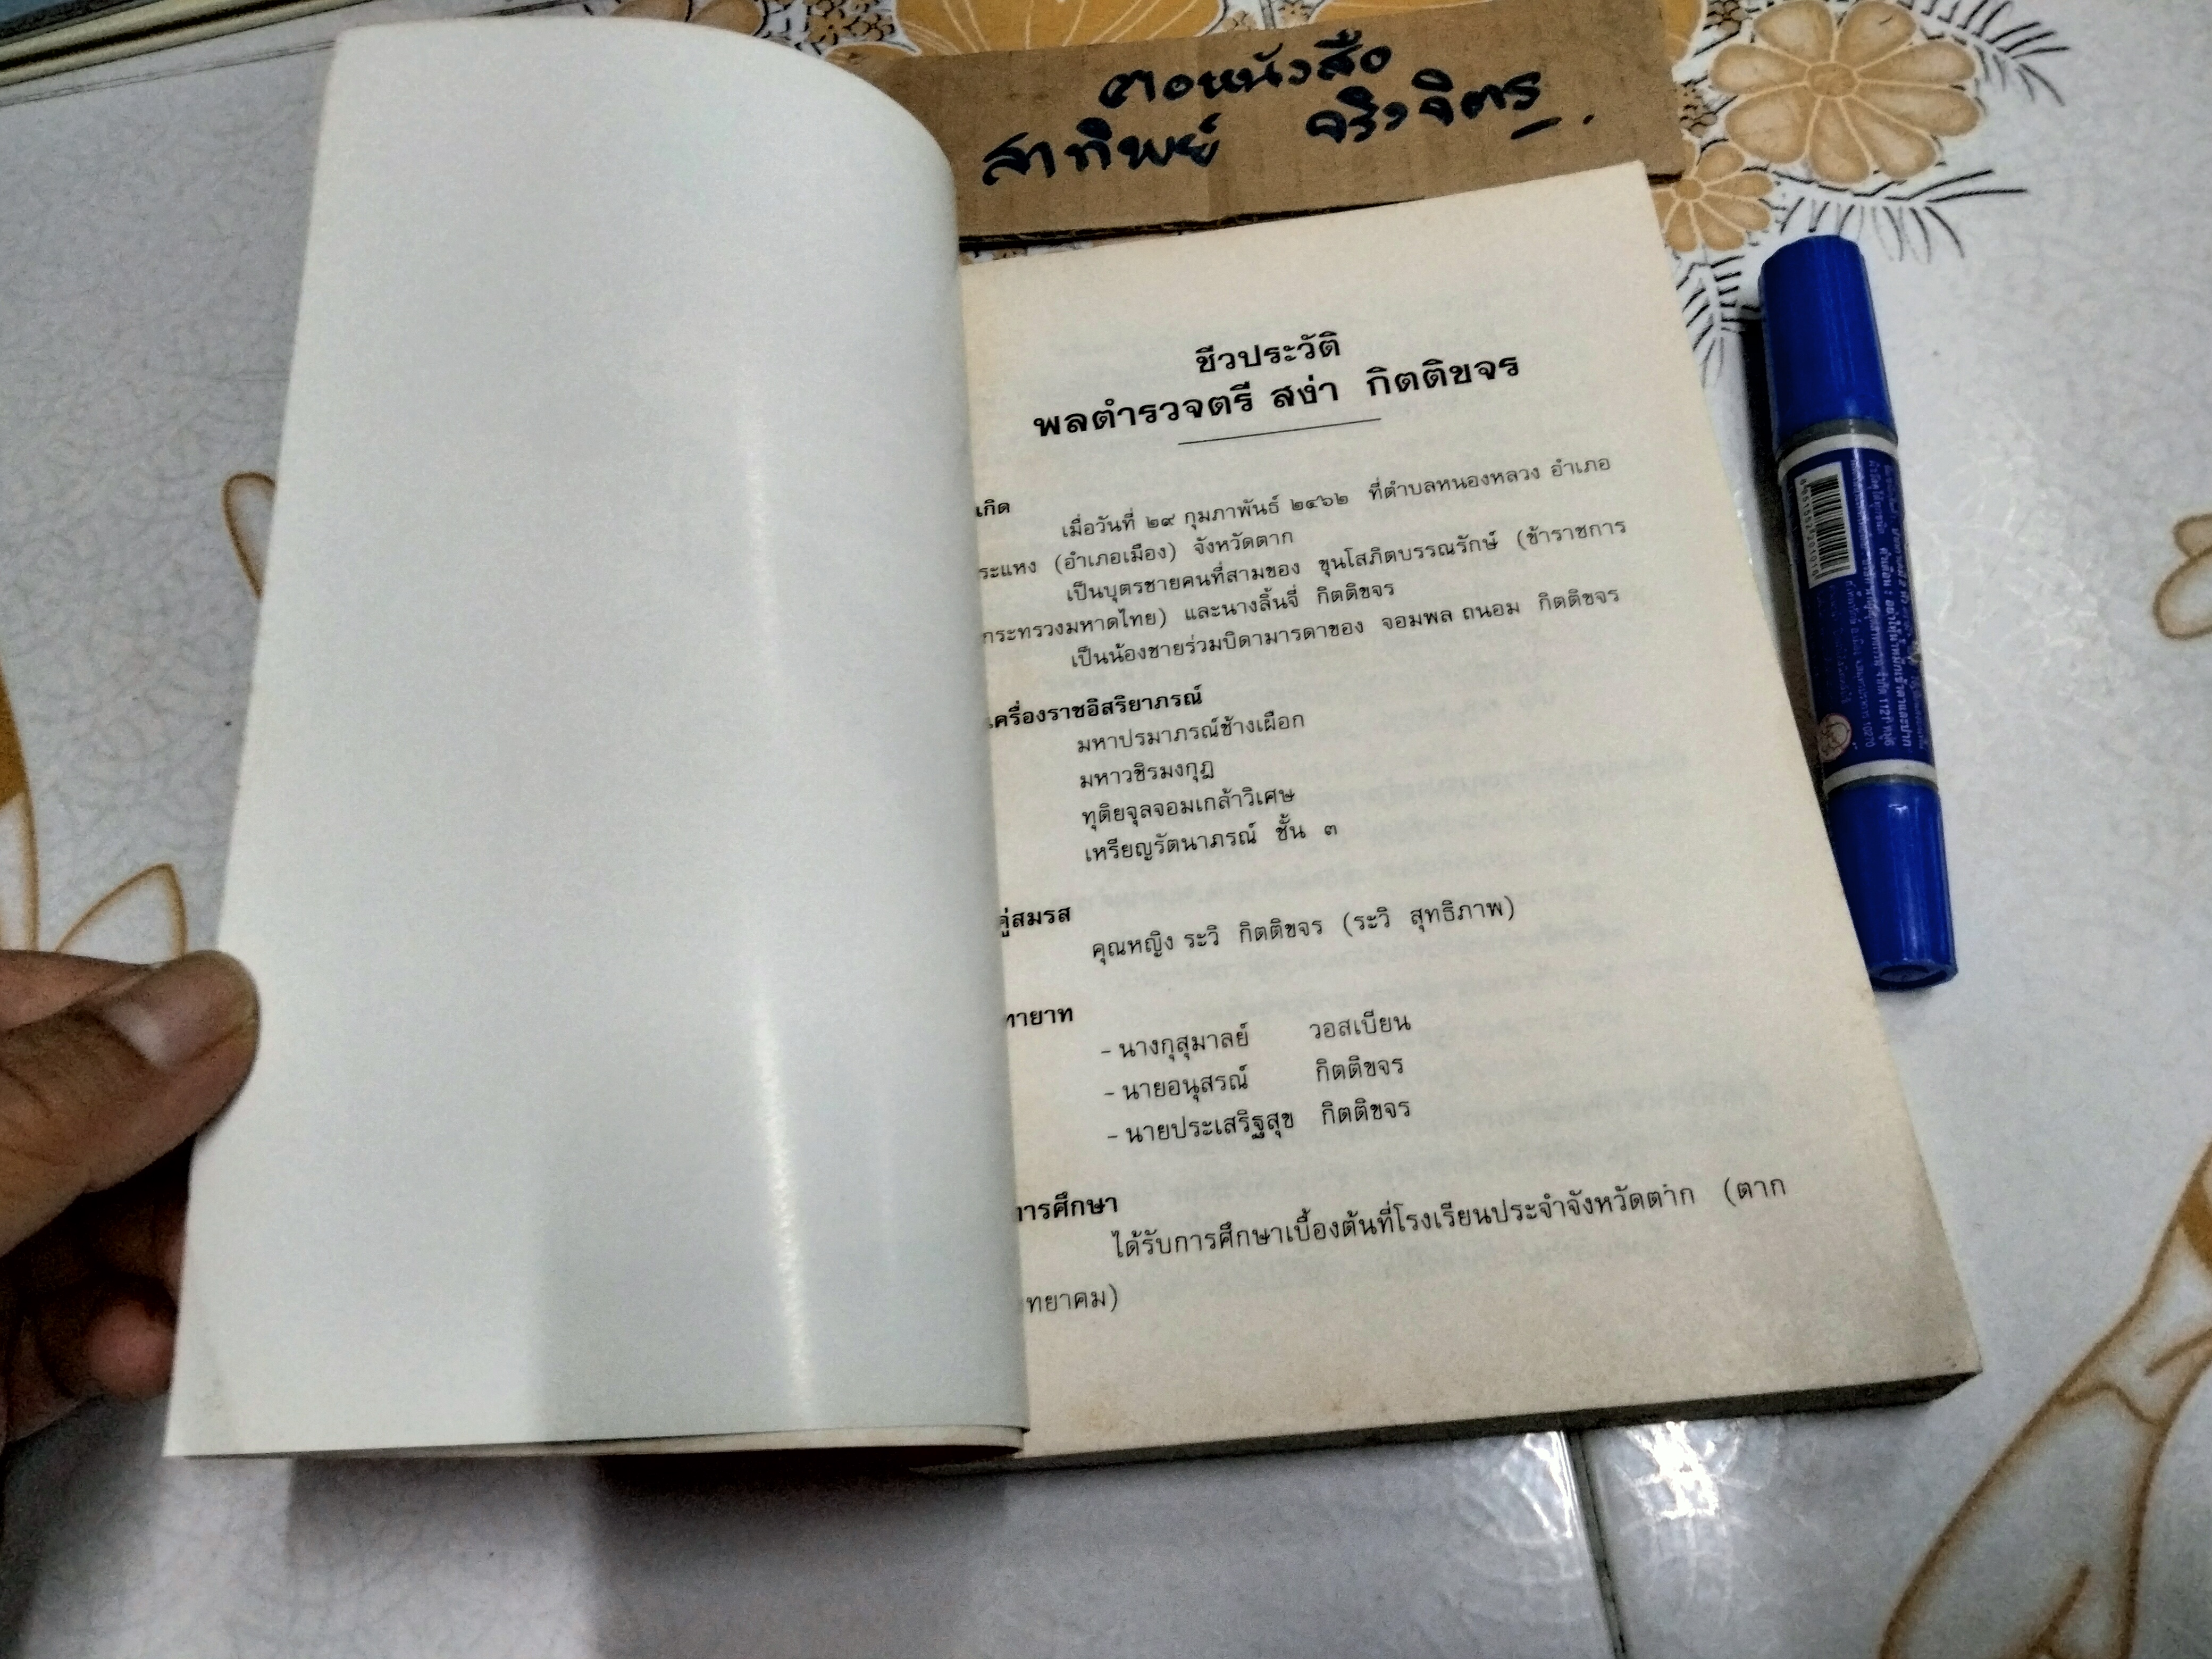 ฅอหนังสือ
สาทิพย์ จริงจิตร
ชีวประวัติ
พลตำรวจตรี สง่า กิตติขจร
เกิด
เมื่อวันที่ ๒๙ กุมภาพันธ์ ๒๔๖๒ ที่ตำบลหนองหลวง อำเภอ
ระแหง (อำเภอเมือง) จังหวัดตาก
เป็นบุตรชายคนที่สามของ ขุนโสภิตบรรณรักษ์ (ข้าราชการ
กระทรวงมหาดไทย) และนางลิ้นจี่ กิตติขจร
เป็นน้องชายร่วมบิดามารดาของ จอมพล ถนอม กิตติขจร
เครื่องราชอิสริยาภรณ์
มหาปรมาภรณ์ช้างเผือก
มหาวชิรมงกุฎ
ทุติยจุลจอมเกล้าวิเศษ
เหรียญรัตนาภรณ์ ชั้น ๓
คู่สมรส
คุณหญิง ระวิ กิตติขจร (ระวิ สุทธิภาพ)
ทายาท
- นางกุสุมาลย์ วอสเบียน
- นายอนุสรณ์ กิตติขจร
- นายประเสริฐสุข กิตติขจร
การศึกษา
ได้รับการศึกษาเบื้องต้นที่โรงเรียนประจำจังหวัดตาก (ตาก
ทยาคม)